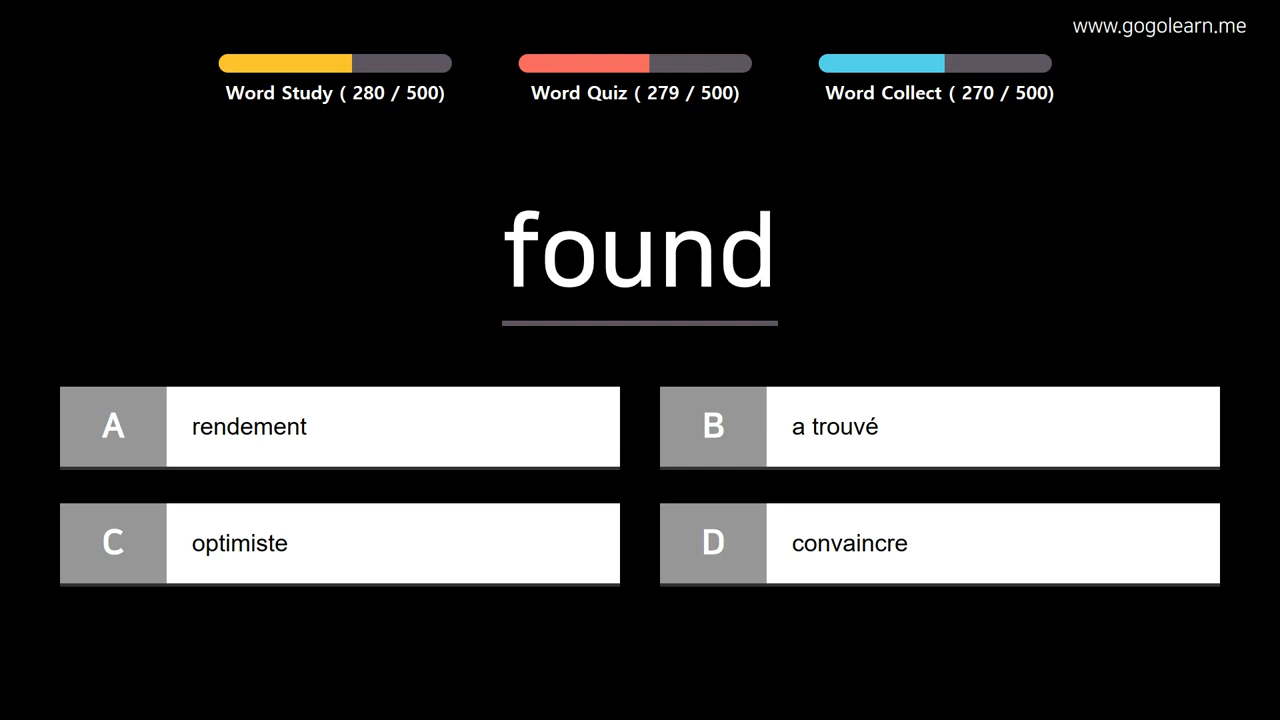 www.gogolearn.me
Word Study ( 280 / 500)
Word Quiz ( 279 / 500)
Word Collect ( 270 / 500)
found
A rendement
B a trouvé
C optimiste
D convaincre